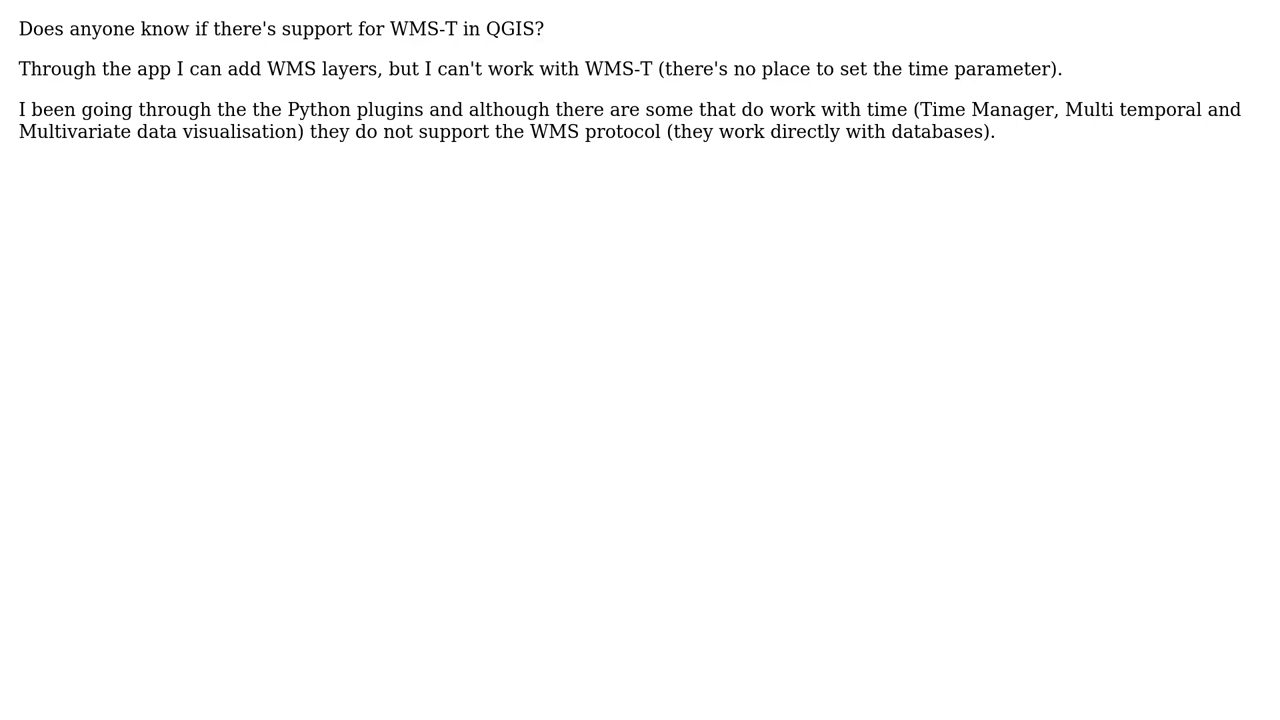 Does anyone know if there's support for WMS-T in QGIS?
Through the app I can add WMS layers, but I can't work with WMS-T (there's no place to set the time parameter).
I been going through the the Python plugins and although there are some that do work with time (Time Manager, Multi temporal and
Multivariate data visualisation) they do not support the WMS protocol (they work directly with databases).